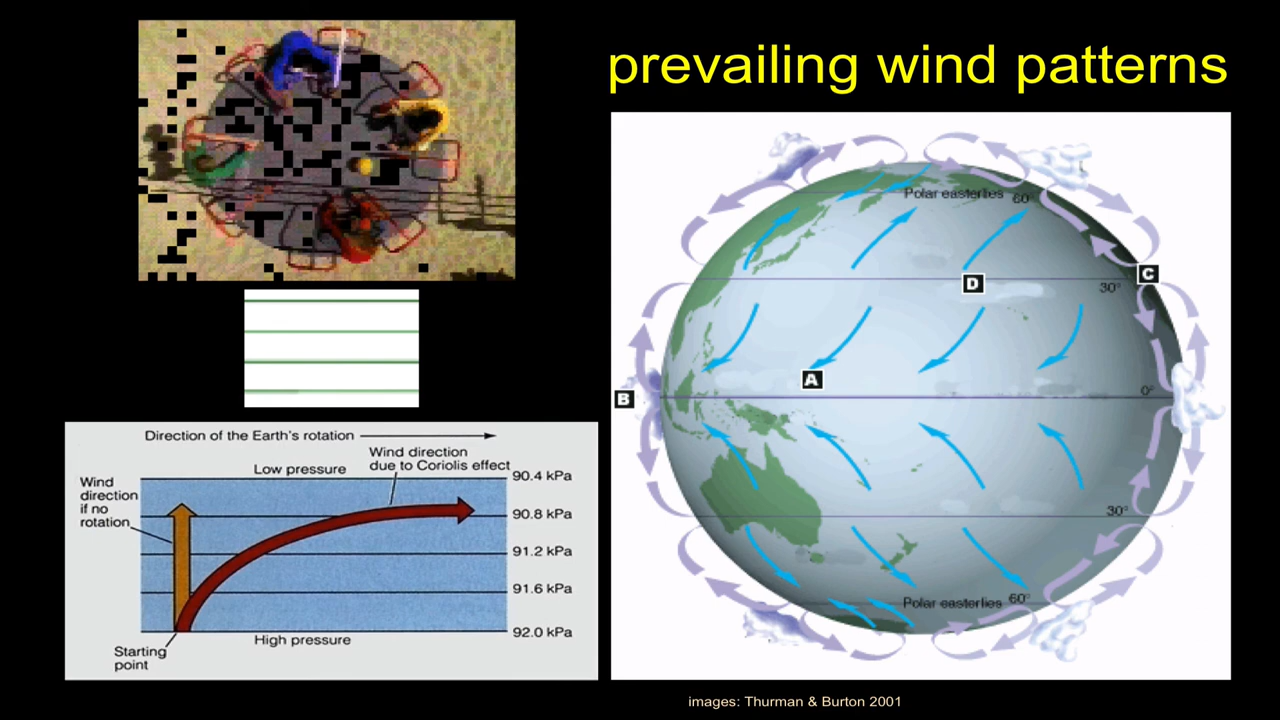 prevailing wind patterns
Polar easterlies 60°
C
30°
D
A
0°
B
30°
Polar easterlies 60°
Direction of the Earth's rotation
Wind direction
due to Coriolis effect
Low pressure
90.4 kPa
Wind
direction
if no
rotation
90.8 kPa
91.2 kPa
91.6 kPa
92.0 kPa
High pressure
Starting
point
images: Thurman & Burton 2001